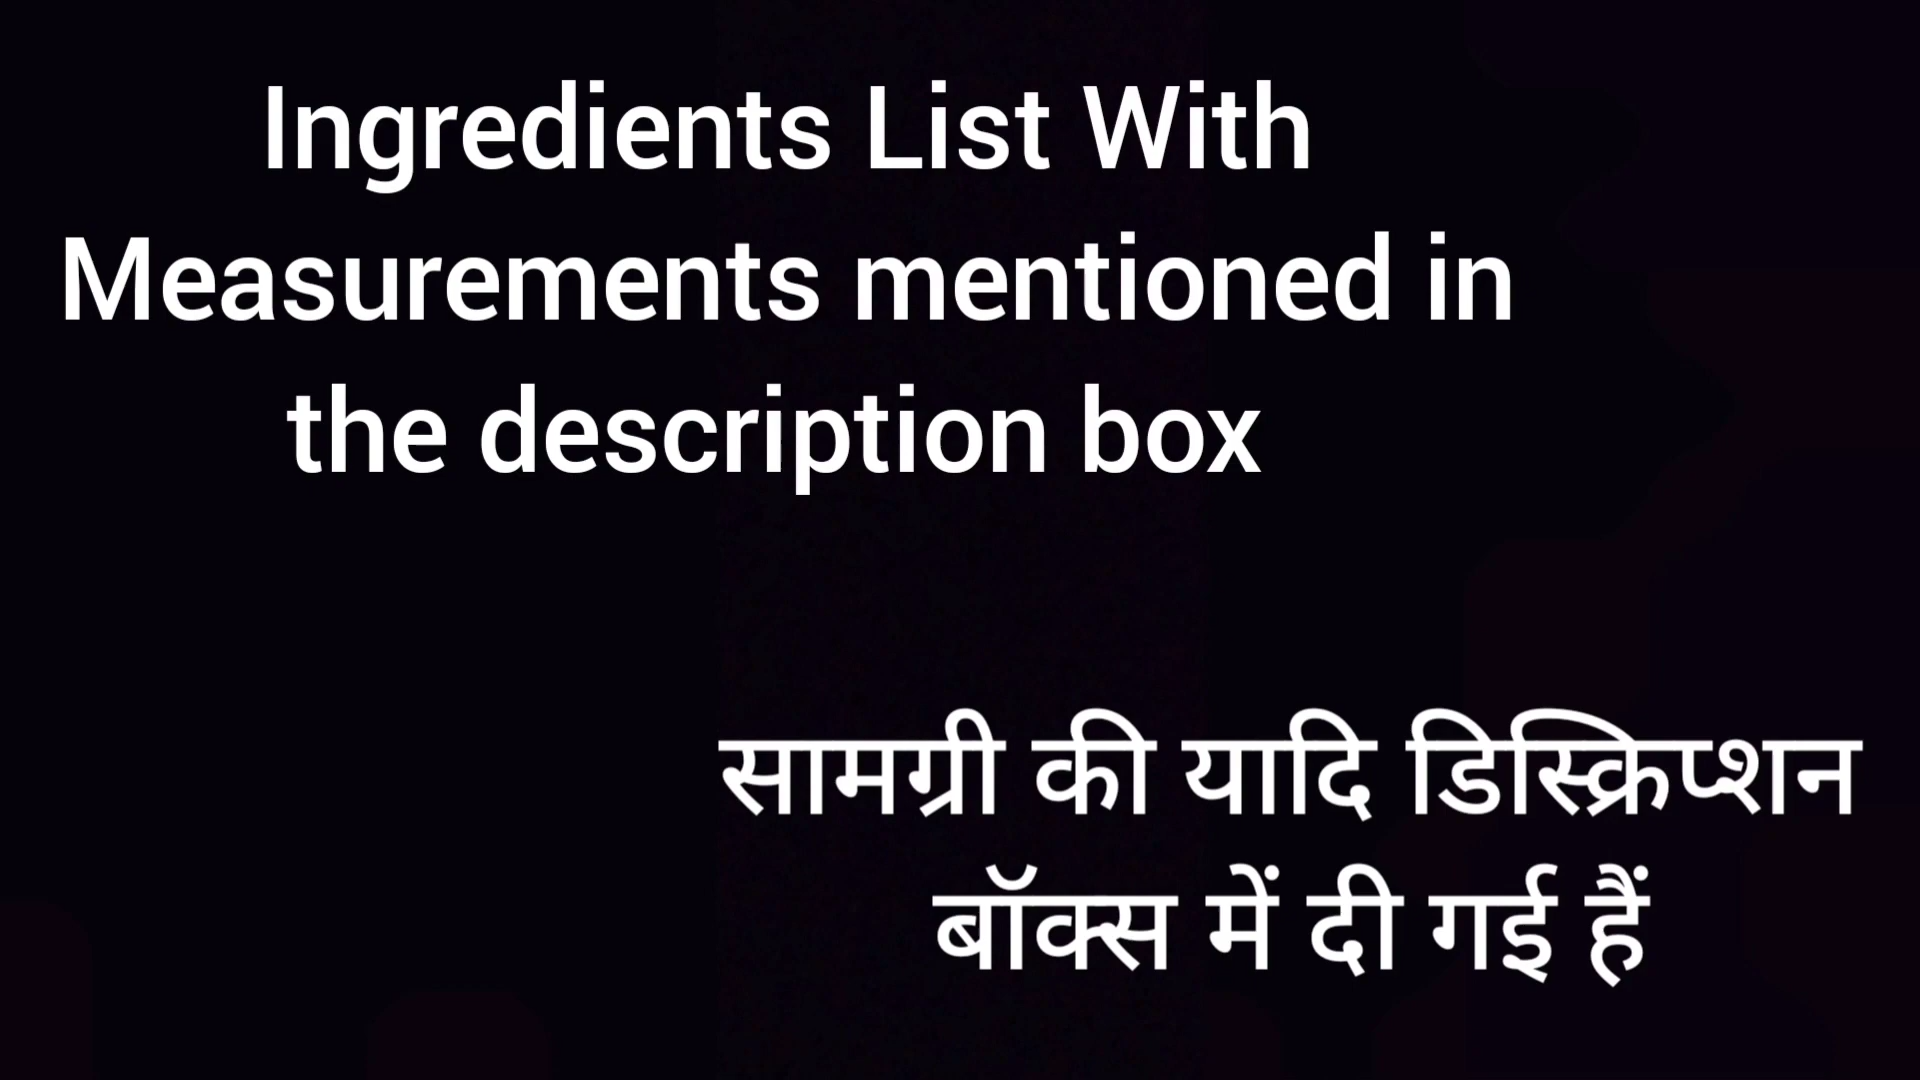 Ingredients List With
Measurements mentioned in
the description box
सामग्री की यादि डिस्क्रिप्शन
बॉक्स में दी गई हैं